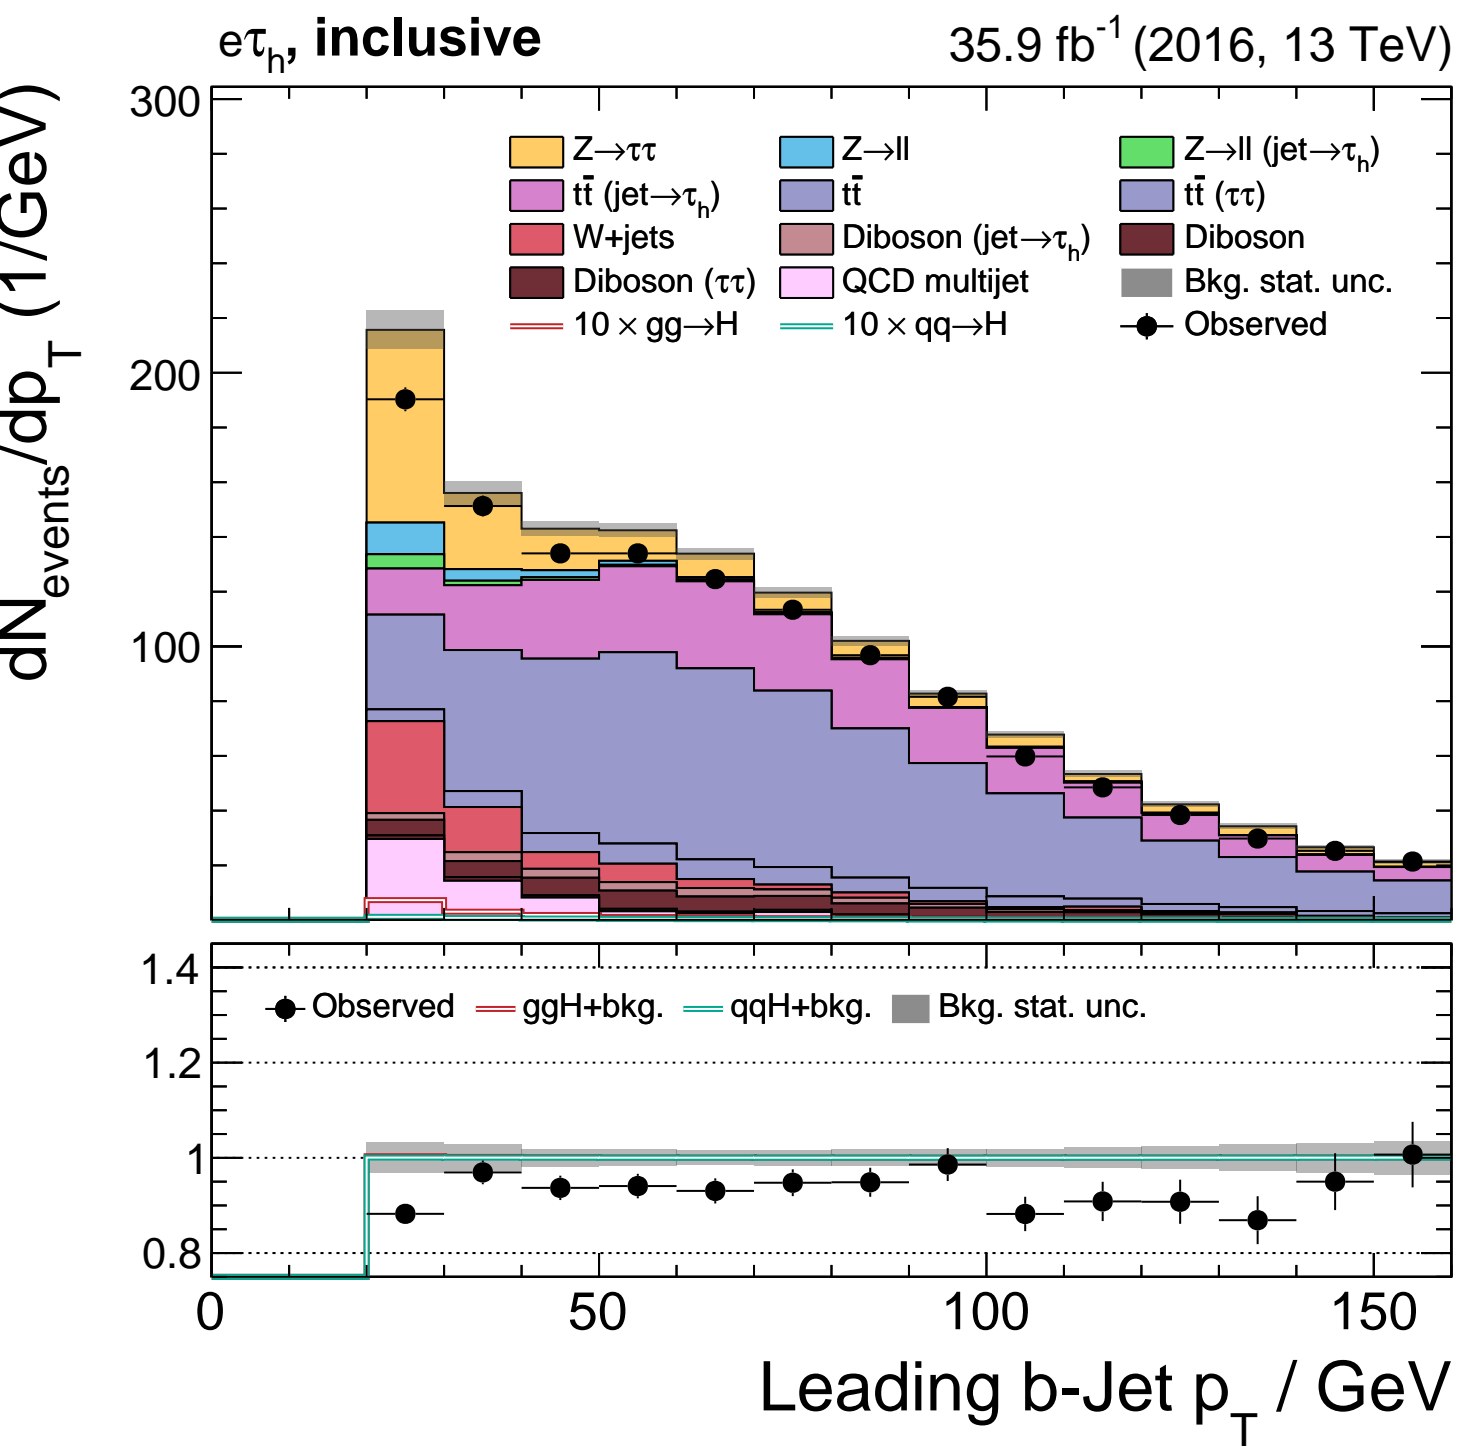 eτh, inclusive
35.9 fb-1 (2016, 13 TeV)
dNevents/dpT (1/GeV)
300
200
100
Z→ττ
Z→ll
Z→ll (jet→τh)
tt̄ (jet→τh)
tt̄
tt̄ (ττ)
W+jets
Diboson (jet→τh)
Diboson
Diboson (ττ)
QCD multijet
Bkg. stat. unc.
10 × gg→H
10 × qq→H
Observed
1.4
1.2
1
0.8
Observed
ggH+bkg.
qqH+bkg.
Bkg. stat. unc.
0
50
100
150
Leading b-Jet pT / GeV